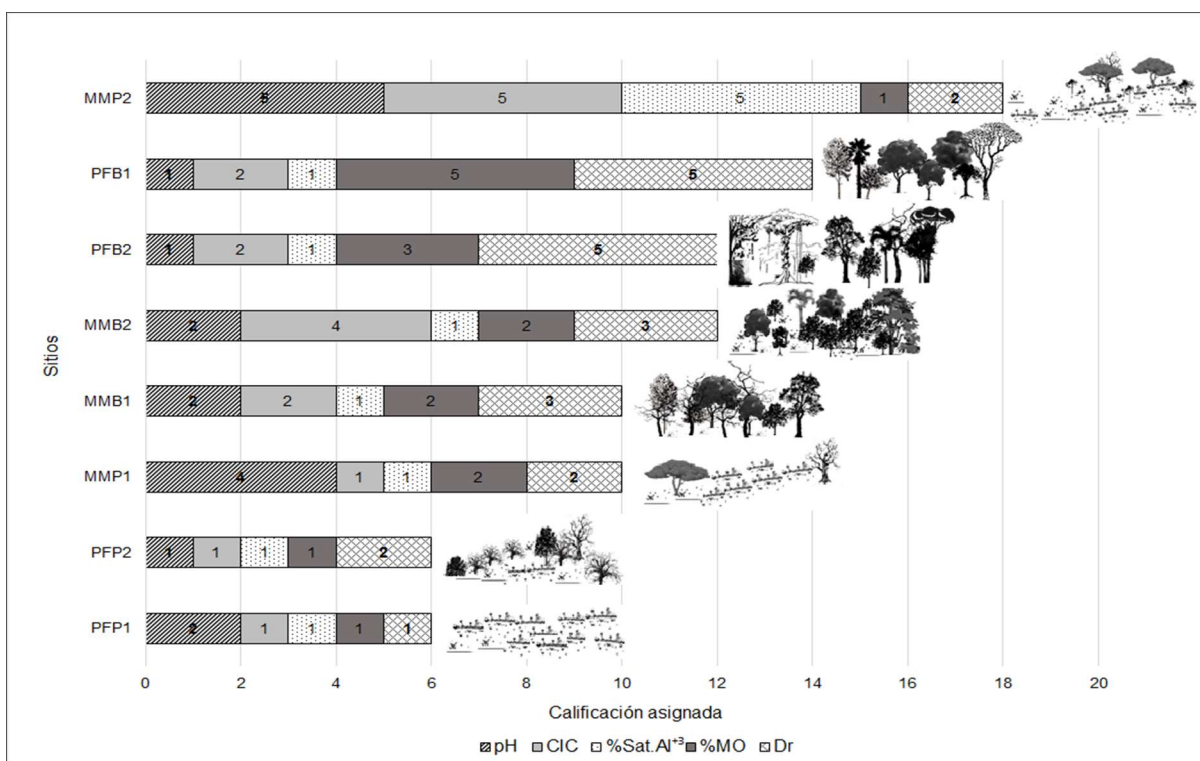 MMP2 5 5 5 1 2
PFB1 1 2 1 5 5
PFB2 1 2 1 3 5
MMB2 2 4 1 2 3
Sitios
MMB1 2 2 1 2 3
MMP1 4 1 1 2 2
PFP2 1 1 1 1 2
PFP1 2 1 1 1 1
0 2 4 6 8 10 12 14 16 18 20
Calificación asignada
pH CIC %Sat.Al⁺³ %MO Dr